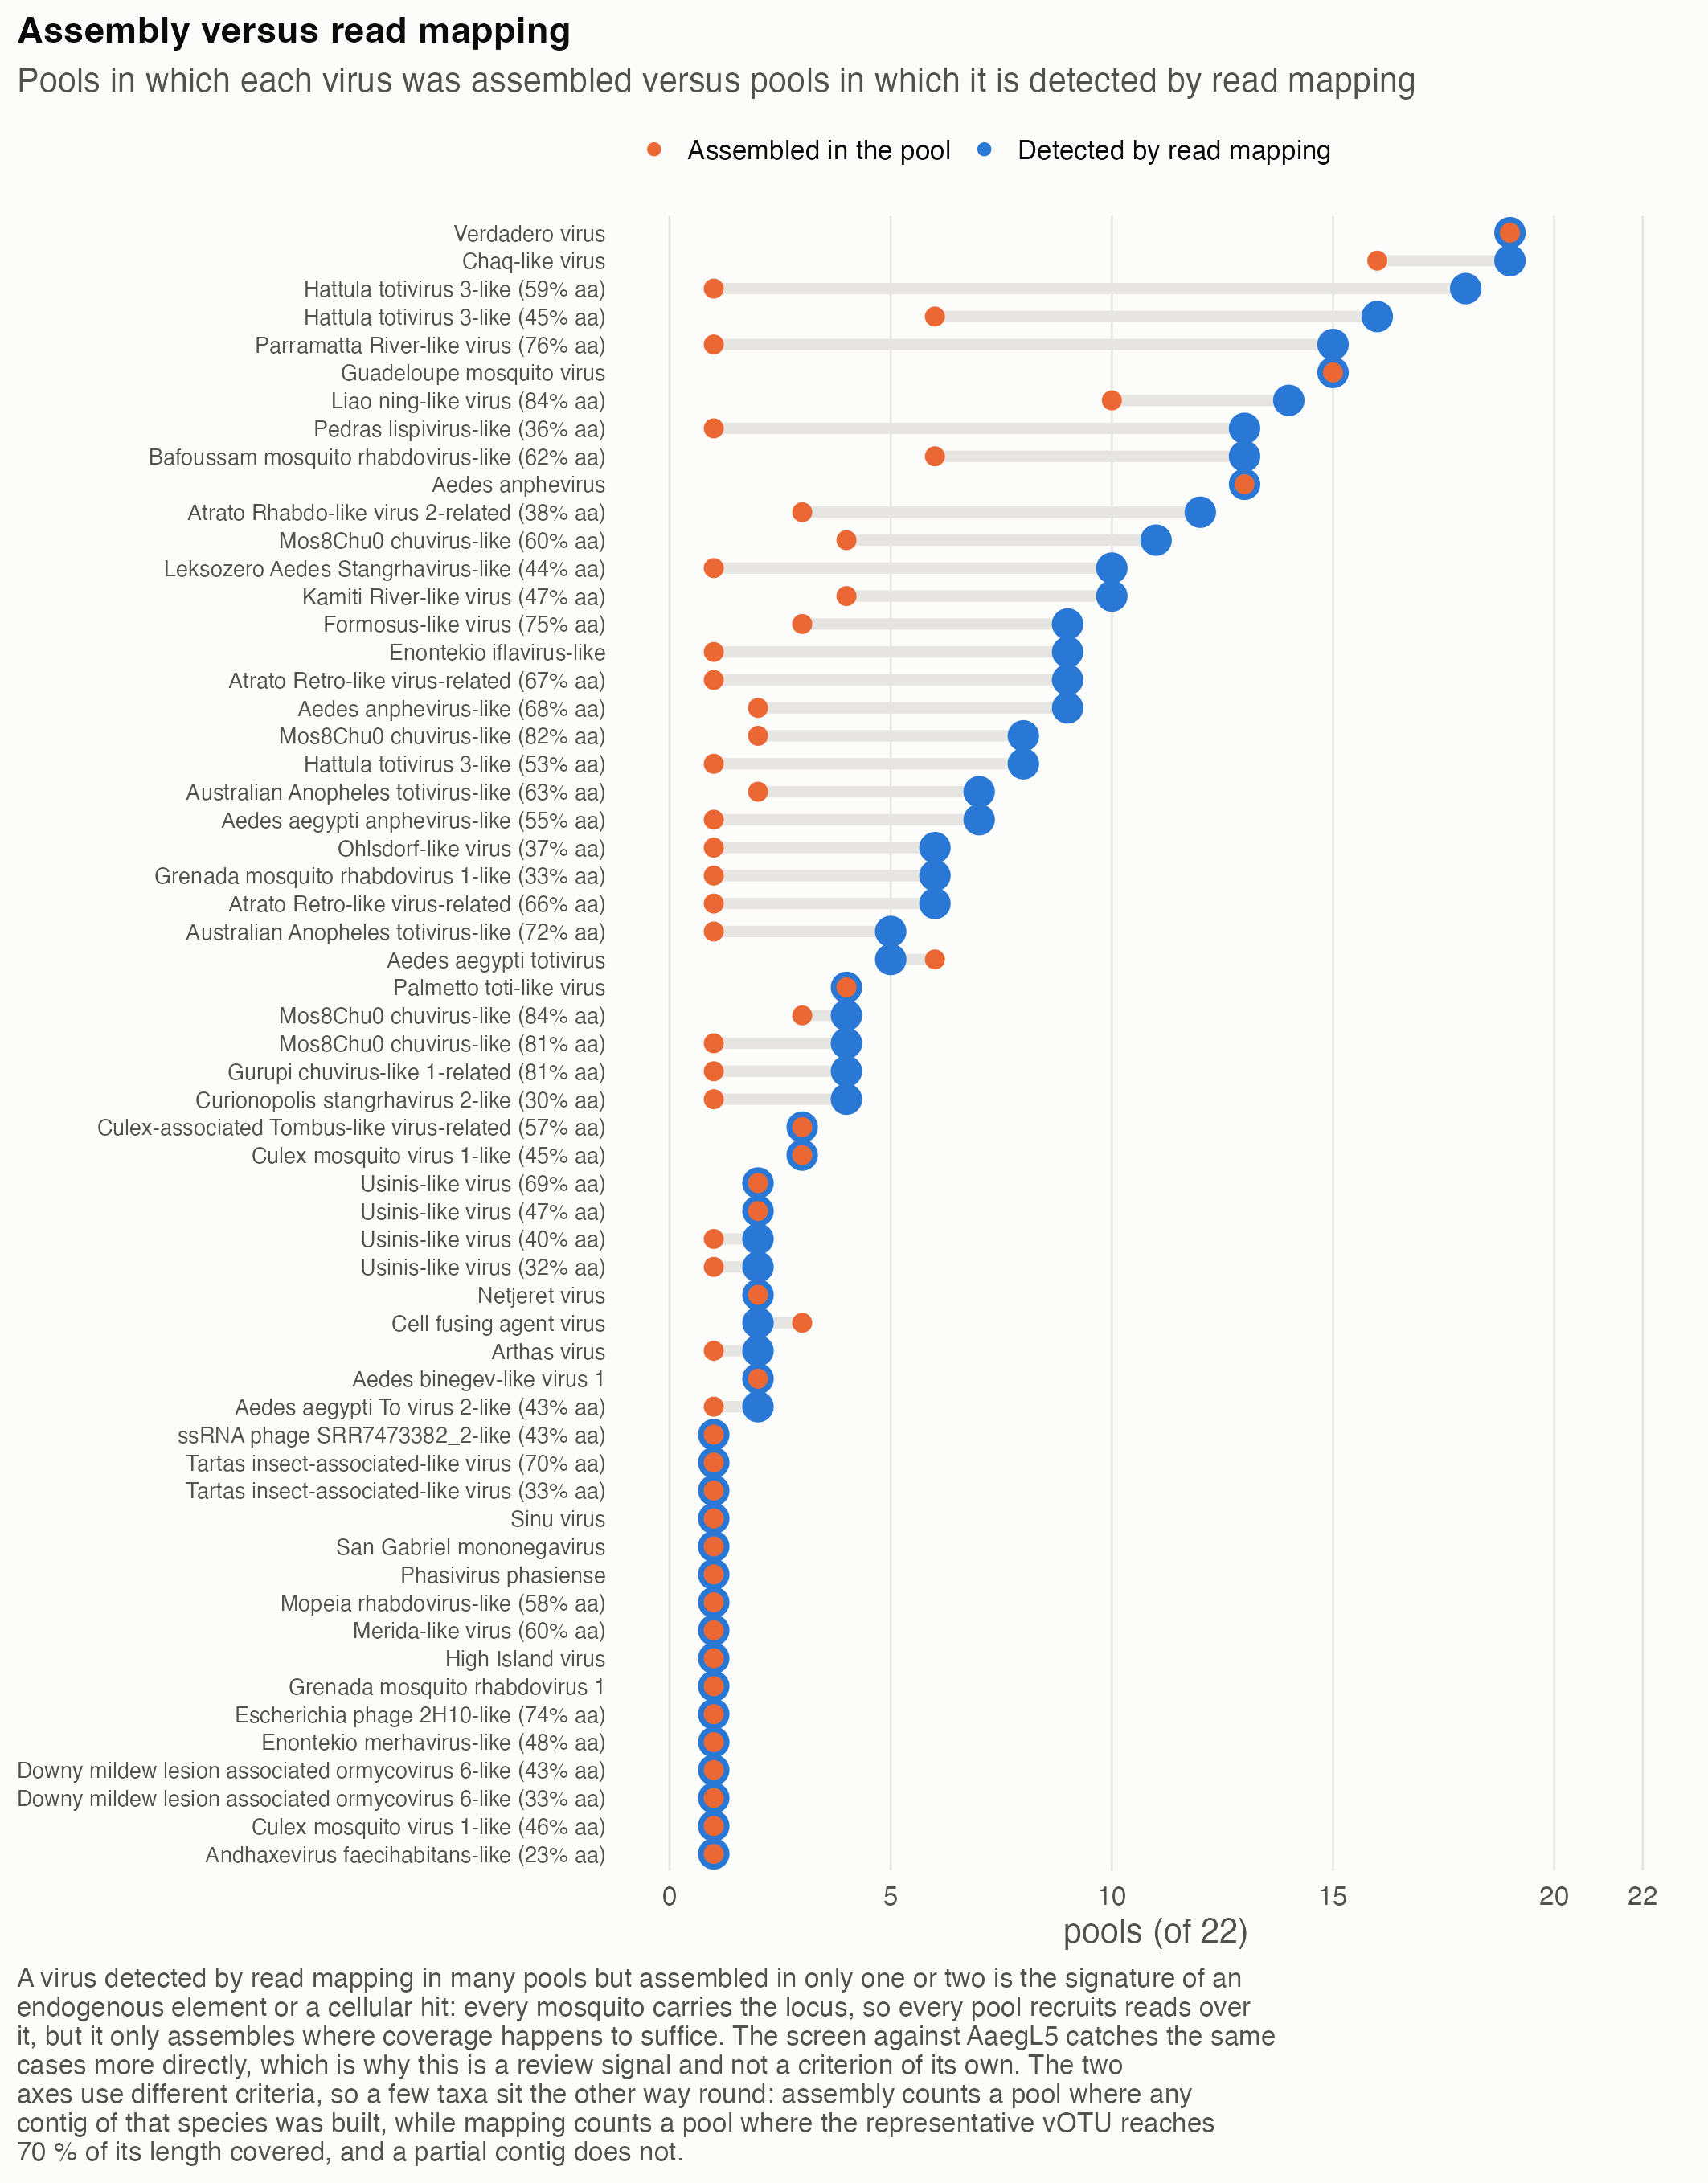 Assembly versus read mapping
Pools in which each virus was assembled versus pools in which it is detected by read mapping
Assembled in the pool
Detected by read mapping
Verdadero virus
Chaq-like virus
Hattula totivirus 3-like (59% aa)
Hattula totivirus 3-like (45% aa)
Parramatta River-like virus (76% aa)
Guadeloupe mosquito virus
Liao ning-like virus (84% aa)
Pedras lispivirus-like (36% aa)
Bafoussam mosquito rhabdovirus-like (62% aa)
Aedes anphevirus
Atrato Rhabdo-like virus 2-related (38% aa)
Mos8Chu0 chuvirus-like (60% aa)
Leksozero Aedes Stangrhavirus-like (44% aa)
Kamiti River-like virus (47% aa)
Formosus-like virus (75% aa)
Enontekio iflavirus-like
Atrato Retro-like virus-related (67% aa)
Aedes anphevirus-like (68% aa)
Mos8Chu0 chuvirus-like (82% aa)
Hattula totivirus 3-like (53% aa)
Australian Anopheles totivirus-like (63% aa)
Aedes aegypti anphevirus-like (55% aa)
Ohlsdorf-like virus (37% aa)
Grenada mosquito rhabdovirus 1-like (33% aa)
Atrato Retro-like virus-related (66% aa)
Australian Anopheles totivirus-like (72% aa)
Aedes aegypti totivirus
Palmetto toti-like virus
Mos8Chu0 chuvirus-like (84% aa)
Mos8Chu0 chuvirus-like (81% aa)
Gurupi chuvirus-like 1-related (81% aa)
Curionopolis stangrhavirus 2-like (30% aa)
Culex-associated Tombus-like virus-related (57% aa)
Culex mosquito virus 1-like (45% aa)
Usinis-like virus (69% aa)
Usinis-like virus (47% aa)
Usinis-like virus (40% aa)
Usinis-like virus (32% aa)
Netjeret virus
Cell fusing agent virus
Arthas virus
Aedes binegev-like virus 1
Aedes aegypti To virus 2-like (43% aa)
ssRNA phage SRR7473382_2-like (43% aa)
Tartas insect-associated-like virus (70% aa)
Tartas insect-associated-like virus (33% aa)
Sinu virus
San Gabriel mononegavirus
Phasivirus phasiense
Mopeia rhabdovirus-like (58% aa)
Merida-like virus (60% aa)
High Island virus
Grenada mosquito rhabdovirus 1
Escherichia phage 2H10-like (74% aa)
Enontekio merhavirus-like (48% aa)
Downy mildew lesion associated ormycovirus 6-like (43% aa)
Downy mildew lesion associated ormycovirus 6-like (33% aa)
Culex mosquito virus 1-like (46% aa)
Andhaxevirus faecihabitans-like (23% aa)
0 5 10 15 20 22
pools (of 22)
A virus detected by read mapping in many pools but assembled in only one or two is the signature of an
endogenous element or a cellular hit: every mosquito carries the locus, so every pool recruits reads over
it, but it only assembles where coverage happens to suffice. The screen against AaegL5 catches the same
cases more directly, which is why this is a review signal and not a criterion of its own. The two
axes use different criteria, so a few taxa sit the other way round: assembly counts a pool where any
contig of that species was built, while mapping counts a pool where the representative vOTU reaches
70 % of its length covered, and a partial contig does not.